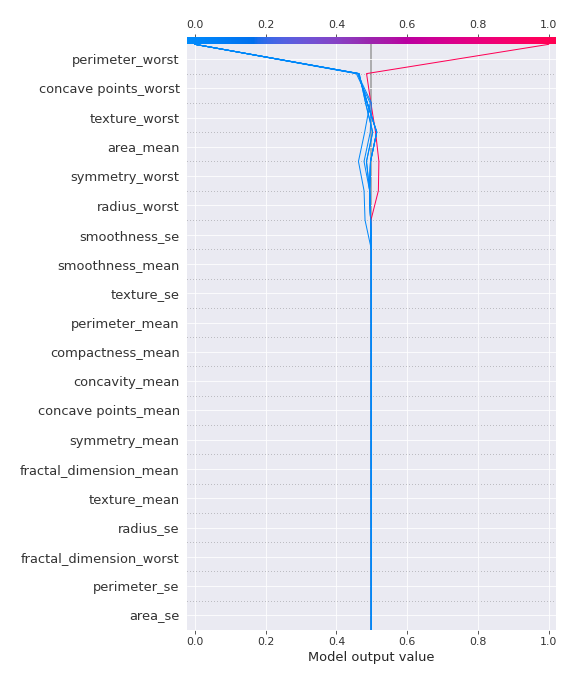 0.0 0.2 0.4 0.6 0.8 1.0
perimeter_worst
concave points_worst
texture_worst
area_mean
symmetry_worst
radius_worst
smoothness_se
smoothness_mean
texture_se
perimeter_mean
compactness_mean
concavity_mean
concave points_mean
symmetry_mean
fractal_dimension_mean
texture_mean
radius_se
fractal_dimension_worst
perimeter_se
area_se
0.0 0.2 0.4 0.6 0.8 1.0
Model output value